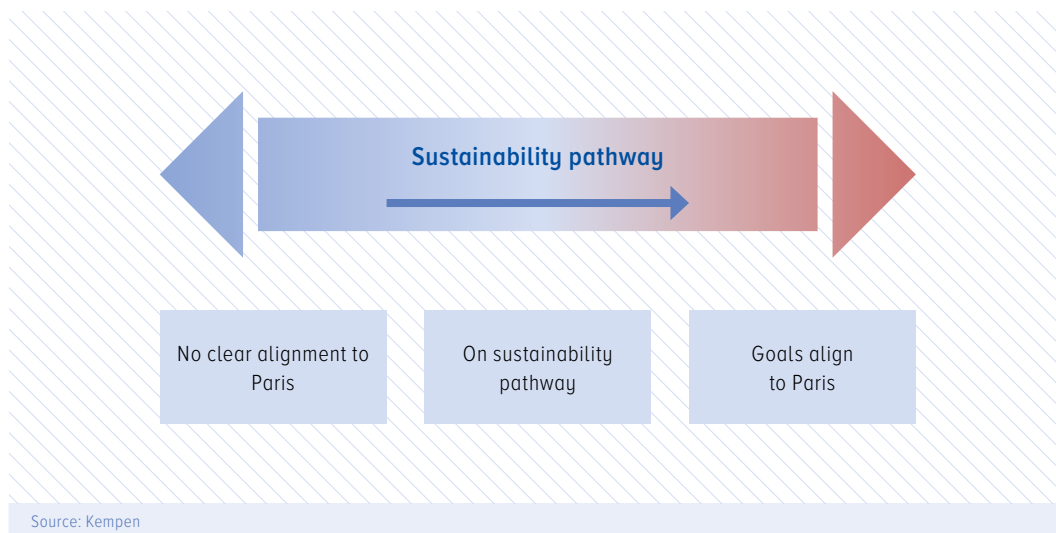 Sustainability pathway
No clear alignment to
Paris
On sustainability
pathway
Goals align
to Paris
Source: Kempen